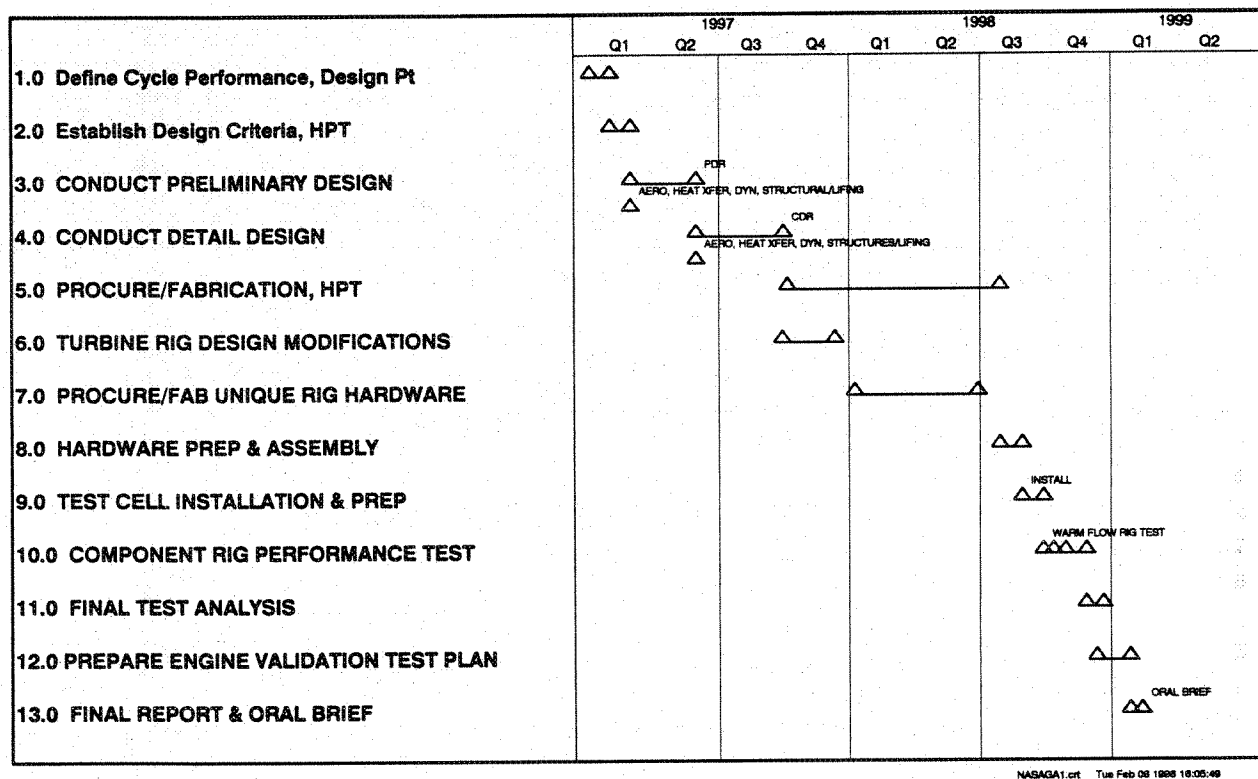 1997 1998 1999
Q1 Q2 Q3 Q4 Q1 Q2 Q3 Q4 Q1 Q2
1.0 Define Cycle Performance, Design Pt
2.0 Establish Design Criteria, HPT
PDR
3.0 CONDUCT PRELIMINARY DESIGN
AERO, HEAT XFER, DYN, STRUCTURAL/LIFING
CDR
4.0 CONDUCT DETAIL DESIGN
AERO, HEAT XFER, DYN, STRUCTURES/LIFING
5.0 PROCURE/FABRICATION, HPT
6.0 TURBINE RIG DESIGN MODIFICATIONS
7.0 PROCURE/FAB UNIQUE RIG HARDWARE
8.0 HARDWARE PREP & ASSEMBLY
INSTALL
9.0 TEST CELL INSTALLATION & PREP
WARM FLOW RIG TEST
10.0 COMPONENT RIG PERFORMANCE TEST
11.0 FINAL TEST ANALYSIS
12.0 PREPARE ENGINE VALIDATION TEST PLAN
ORAL BRIEF
13.0 FINAL REPORT & ORAL BRIEF
NASAGA1.crt Tue Feb